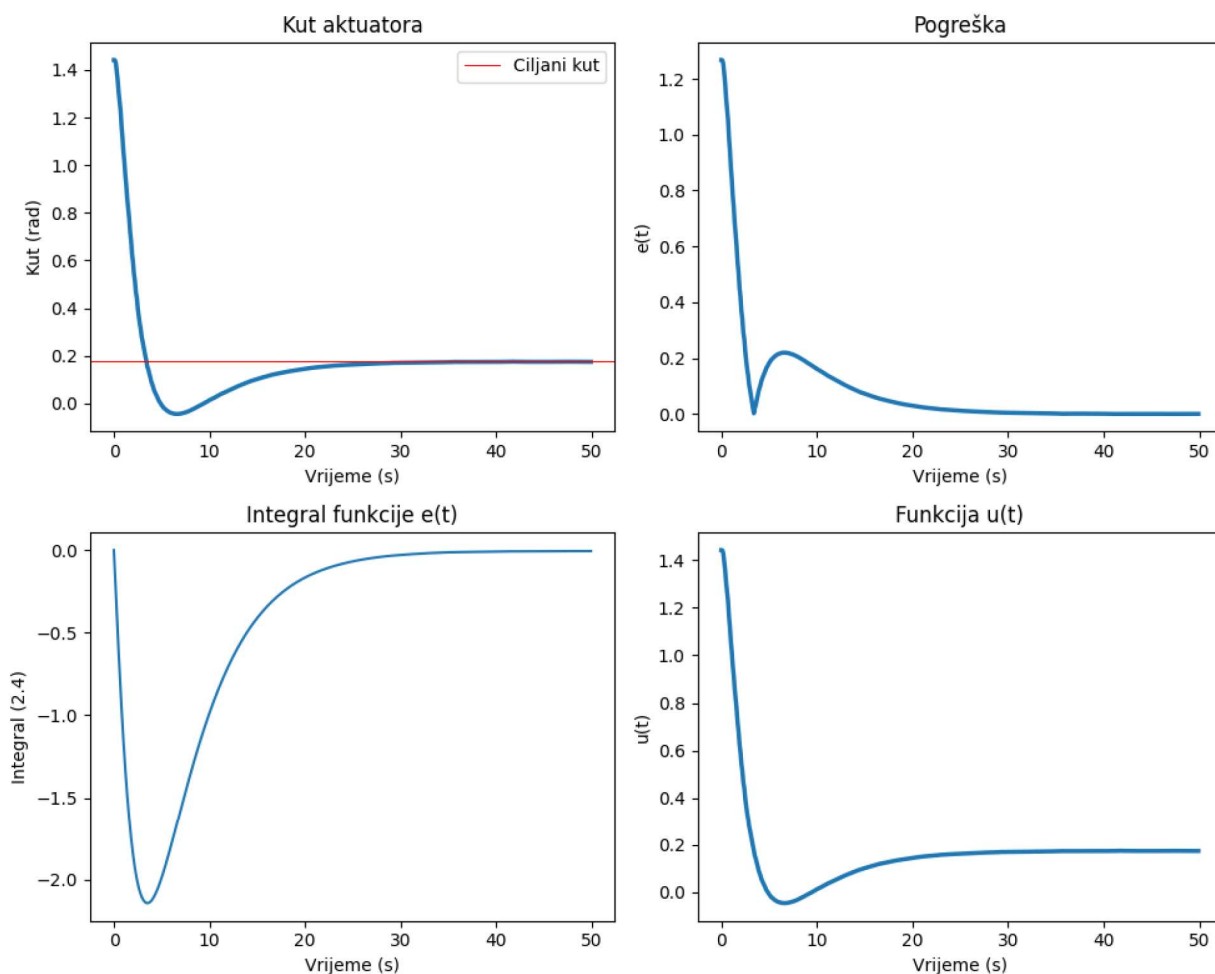 Kut aktuatora
Ciljani kut
1.4
1.2
1.0
0.8
0.6
0.4
0.2
0.0
Kut (rad)
0 10 20 30 40 50
Vrijeme (s)
Pogreška
1.2
1.0
0.8
0.6
0.4
0.2
0.0
e(t)
0 10 20 30 40 50
Vrijeme (s)
Integral funkcije e(t)
0.0
−0.5
−1.0
−1.5
−2.0
Integral (2.4)
0 10 20 30 40 50
Vrijeme (s)
Funkcija u(t)
1.4
1.2
1.0
0.8
0.6
0.4
0.2
0.0
u(t)
0 10 20 30 40 50
Vrijeme (s)